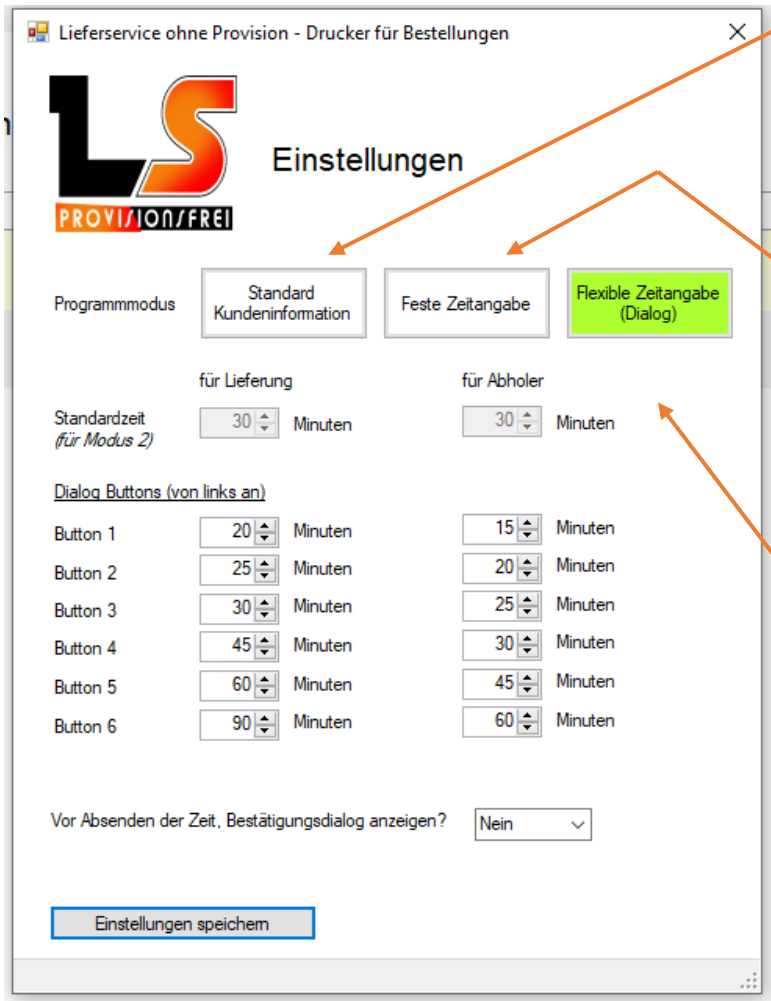 Lieferservice ohne Provision - Drucker für Bestellungen
LS
PROVISIONSFREI
Einstellungen
Programmmodus
Standard
Kundeninformation
Feste Zeitangabe
Flexible Zeitangabe
(Dialog)
für Lieferung für Abholer
Standardzeit
(für Modus 2)
30 Minuten 30 Minuten
Dialog Buttons (von links an)
Button 1 20 Minuten 15 Minuten
Button 2 25 Minuten 20 Minuten
Button 3 30 Minuten 25 Minuten
Button 4 45 Minuten 30 Minuten
Button 5 60 Minuten 45 Minuten
Button 6 90 Minuten 60 Minuten
Vor Absenden der Zeit, Bestätigungsdialog anzeigen? Nein
Einstellungen speichern